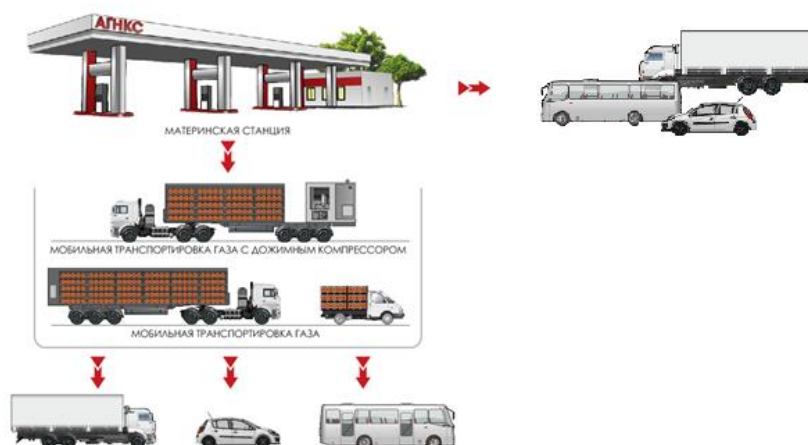 АГНКС
МАТЕРИНСКАЯ СТАНЦИЯ
МОБИЛЬНАЯ ТРАНСПОРТИРОВКА ГАЗА С ДОЖИМНЫМ КОМПРЕССОРОМ
МОБИЛЬНАЯ ТРАНСПОРТИРОВКА ГАЗА